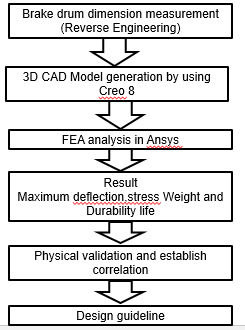 Brake drum dimension measurement
(Reverse Engineering)
3D CAD Model generation by using
Creo 8
FEA analysis in Ansys
Result
Maximum deflection,stress Weight and
Durability life
Physical validation and establish
correlation
Design guideline